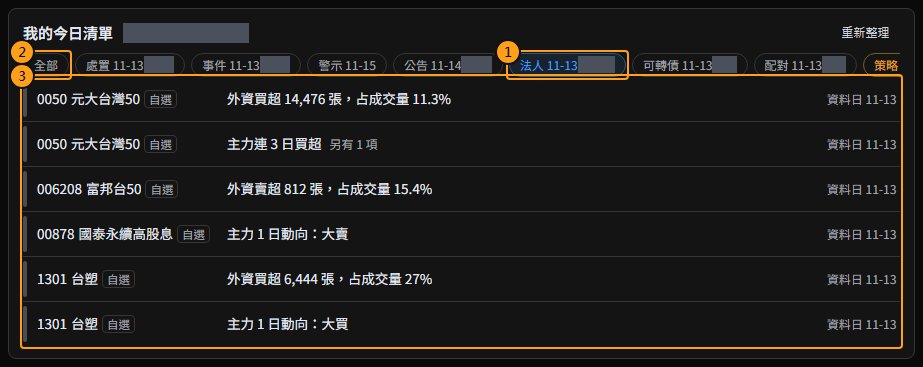 我的今日清單
重新整理
2
1
全部 處置 11-13 事件 11-13 警示 11-15 公告 11-14 法人 11-13 可轉債 11-13 配對 11-13 策略
3
0050 元大台灣50 自選 外資買超 14,476 張，占成交量 11.3% 資料日 11-13
0050 元大台灣50 自選 主力連 3 日買超 另有 1 項 資料日 11-13
006208 富邦台50 自選 外資賣超 812 張，占成交量 15.4% 資料日 11-13
00878 國泰永續高股息 自選 主力 1 日動向：大賣 資料日 11-13
1301 台塑 自選 外資買超 6,444 張，占成交量 27% 資料日 11-13
1301 台塑 自選 主力 1 日動向：大買 資料日 11-13